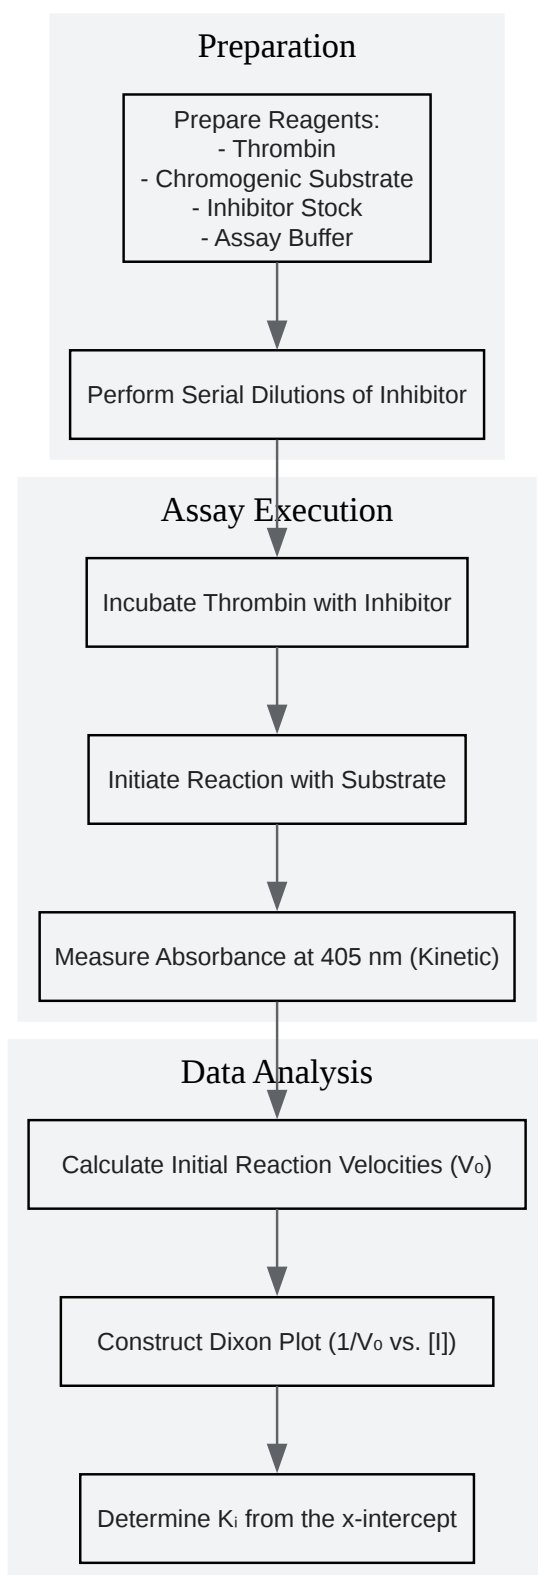 Preparation
Prepare Reagents:
- Thrombin
- Chromogenic Substrate
- Inhibitor Stock
- Assay Buffer
Perform Serial Dilutions of Inhibitor
Assay Execution
Incubate Thrombin with Inhibitor
Initiate Reaction with Substrate
Measure Absorbance at 405 nm (Kinetic)
Data Analysis
Calculate Initial Reaction Velocities (V₀)
Construct Dixon Plot (1/V₀ vs. [I])
Determine Kᵢ from the x-intercept